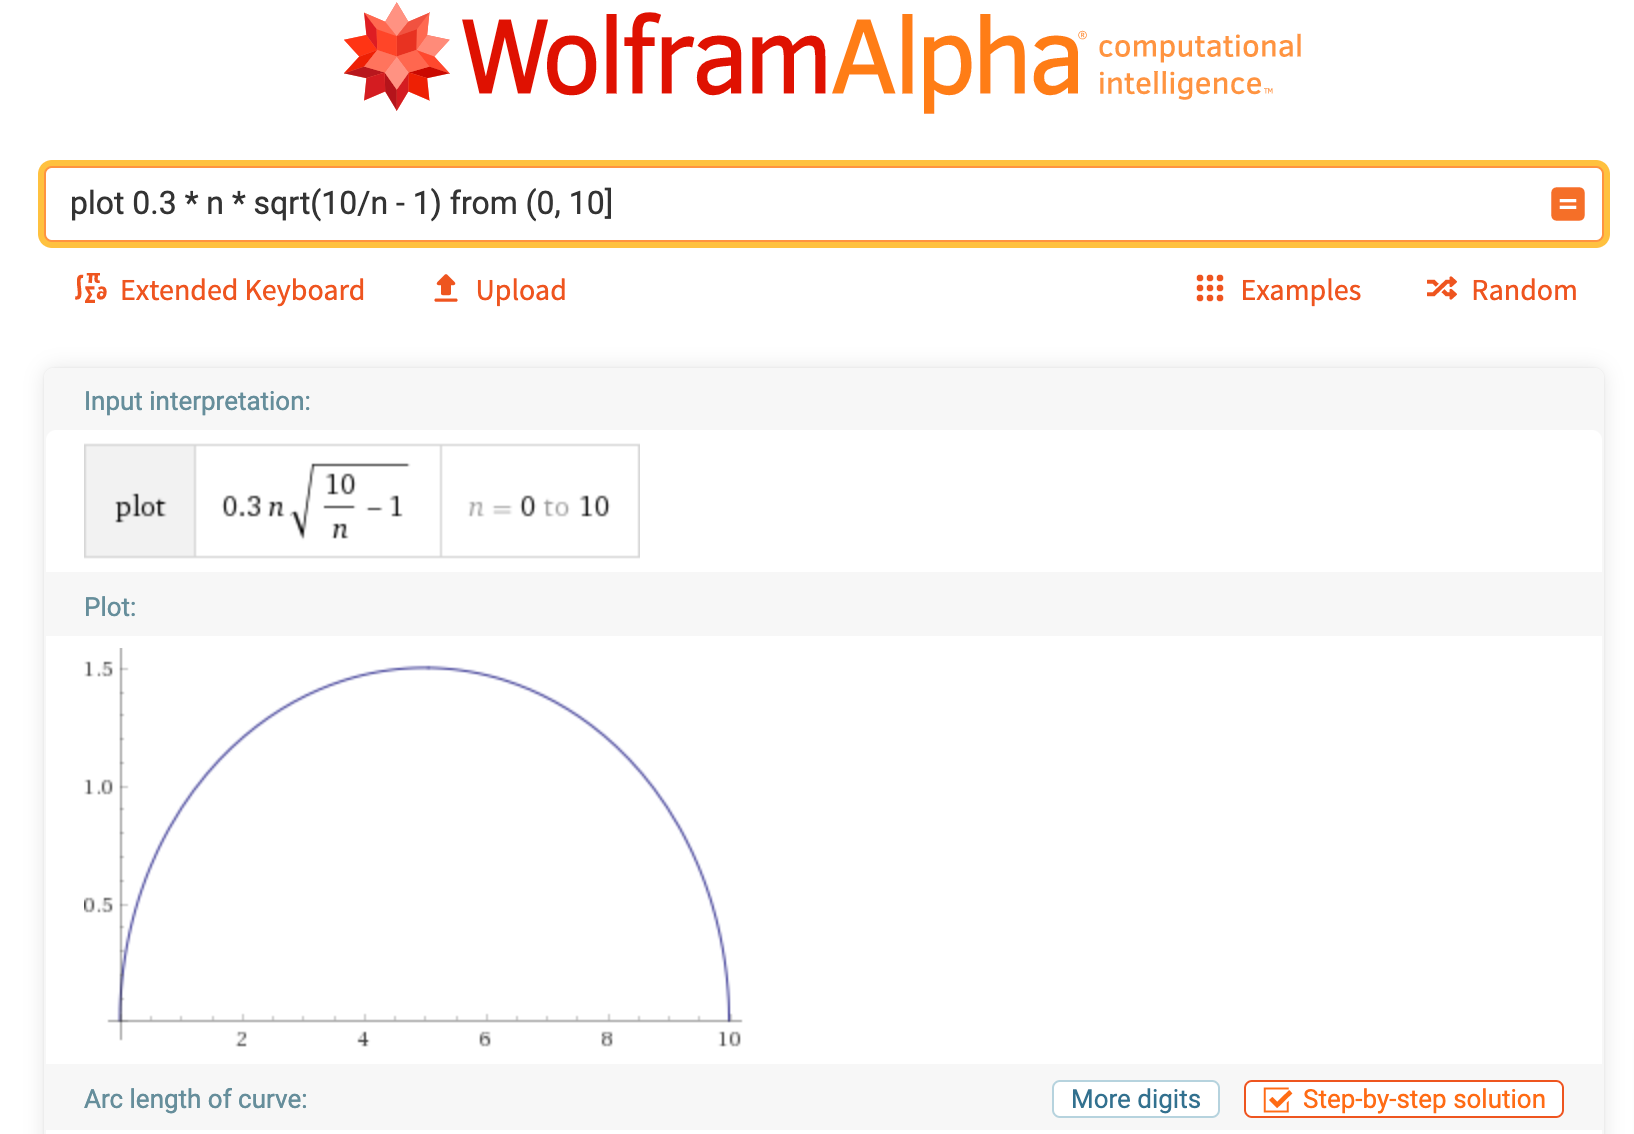 WolframAlpha® computational intelligence™
plot 0.3 * n * sqrt(10/n - 1) from (0, 10]
=
Extended Keyboard
Upload
Examples
Random
Input interpretation:
plot 0.3 n √(10/n − 1) n = 0 to 10
Plot:
1.5
1.0
0.5
2 4 6 8 10
Arc length of curve:
More digits
Step-by-step solution